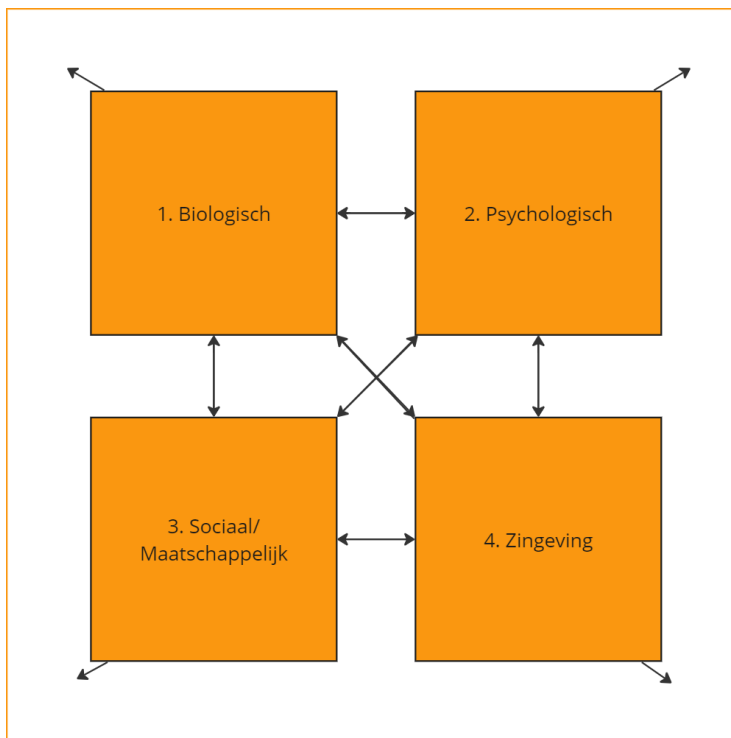 1. Biologisch
2. Psychologisch
3. Sociaal/
Maatschappelijk
4. Zingeving